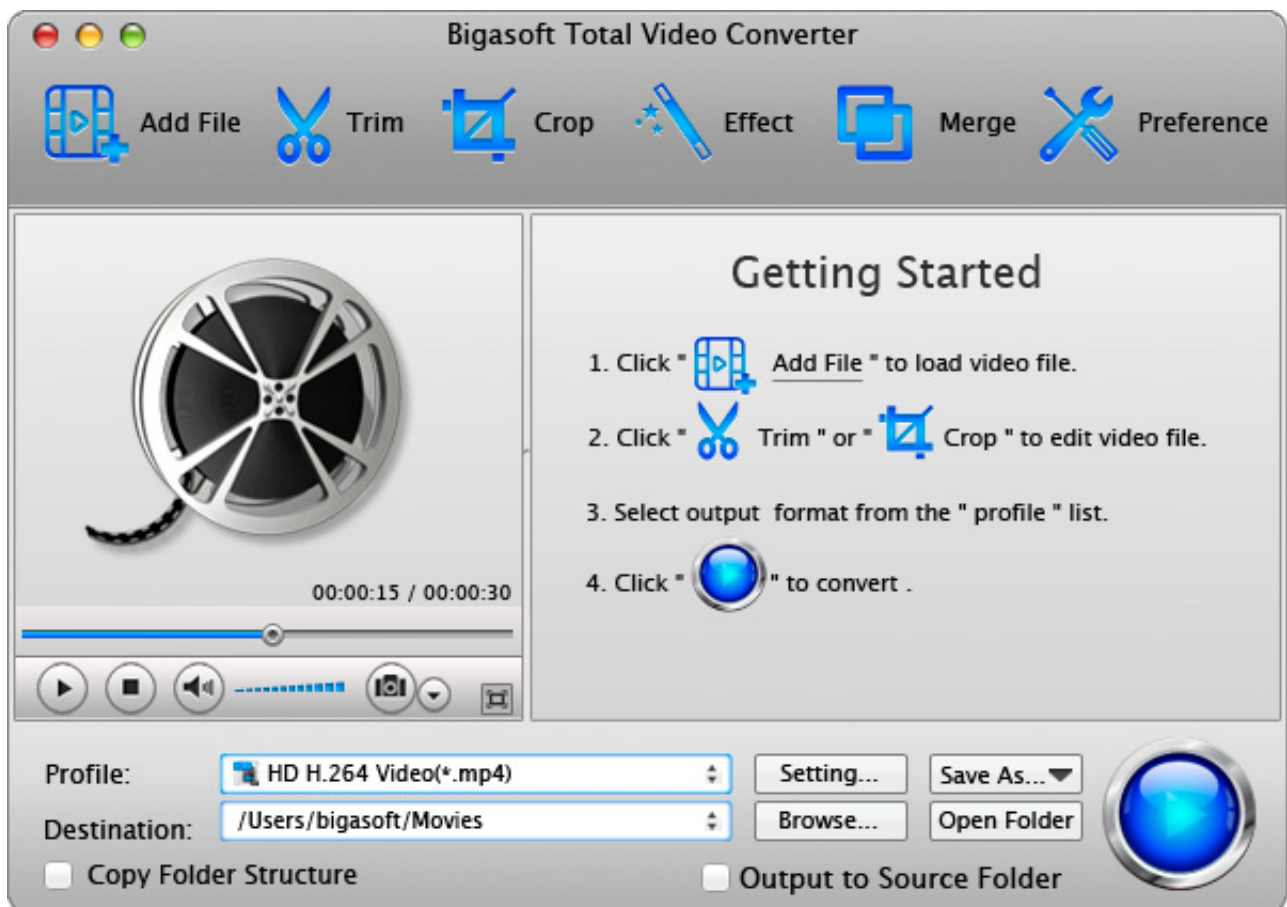 Bigasoft Total Video Converter
Add File Trim Crop Effect Merge Preference
Getting Started
1. Click " Add File " to load video file.
2. Click " Trim " or " Crop " to edit video file.
3. Select output format from the " profile " list.
4. Click " " to convert .
00:00:15 / 00:00:30
Profile: HD H.264 Video(*.mp4) Setting... Save As...
Destination: /Users/bigasoft/Movies Browse... Open Folder
Copy Folder Structure Output to Source Folder